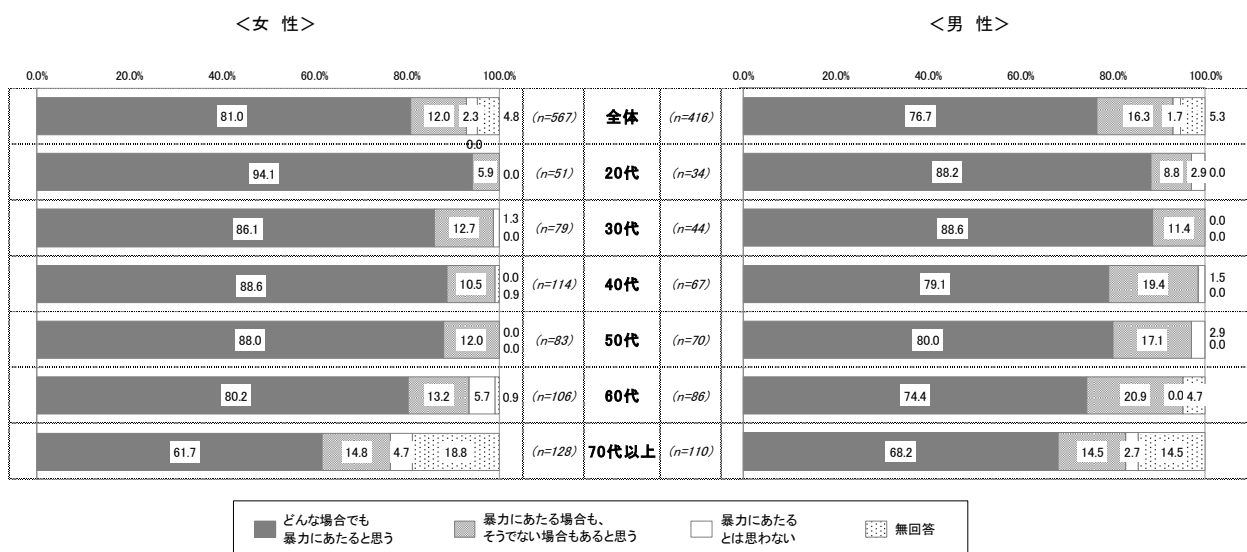 ＜女 性＞ ＜男 性＞
0.0% 20.0% 40.0% 60.0% 80.0% 100.0% 0.0% 20.0% 40.0% 60.0% 80.0% 100.0%
81.0 12.0 2.3 4.8 (n=567) 全体 (n=416) 76.7 16.3 1.7 5.3
0.0
94.1 5.9 0.0 (n=51) 20代 (n=34) 88.2 8.8 2.9 0.0
86.1 12.7 1.3 0.0 (n=79) 30代 (n=44) 88.6 11.4 0.0 0.0
88.6 10.5 0.0 0.9 (n=114) 40代 (n=67) 79.1 19.4 1.5 0.0
88.0 12.0 0.0 0.0 (n=83) 50代 (n=70) 80.0 17.1 2.9 0.0
80.2 13.2 5.7 0.9 (n=106) 60代 (n=86) 74.4 20.9 0.0 4.7
61.7 14.8 4.7 18.8 (n=128) 70代以上 (n=110) 68.2 14.5 2.7 14.5
どんな場合でも
暴力にあたると思う
暴力にあたる場合も、
そうでない場合もあると思う
暴力にあたる
とは思わない
無回答